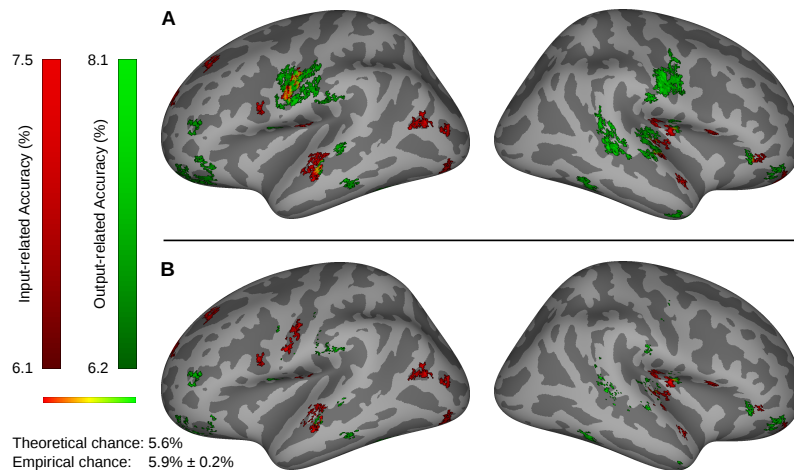 A
7.5
8.1
Input-related Accuracy (%)
Output-related Accuracy (%)
6.1
6.2
B
Theoretical chance: 5.6%
Empirical chance: 5.9% ± 0.2%